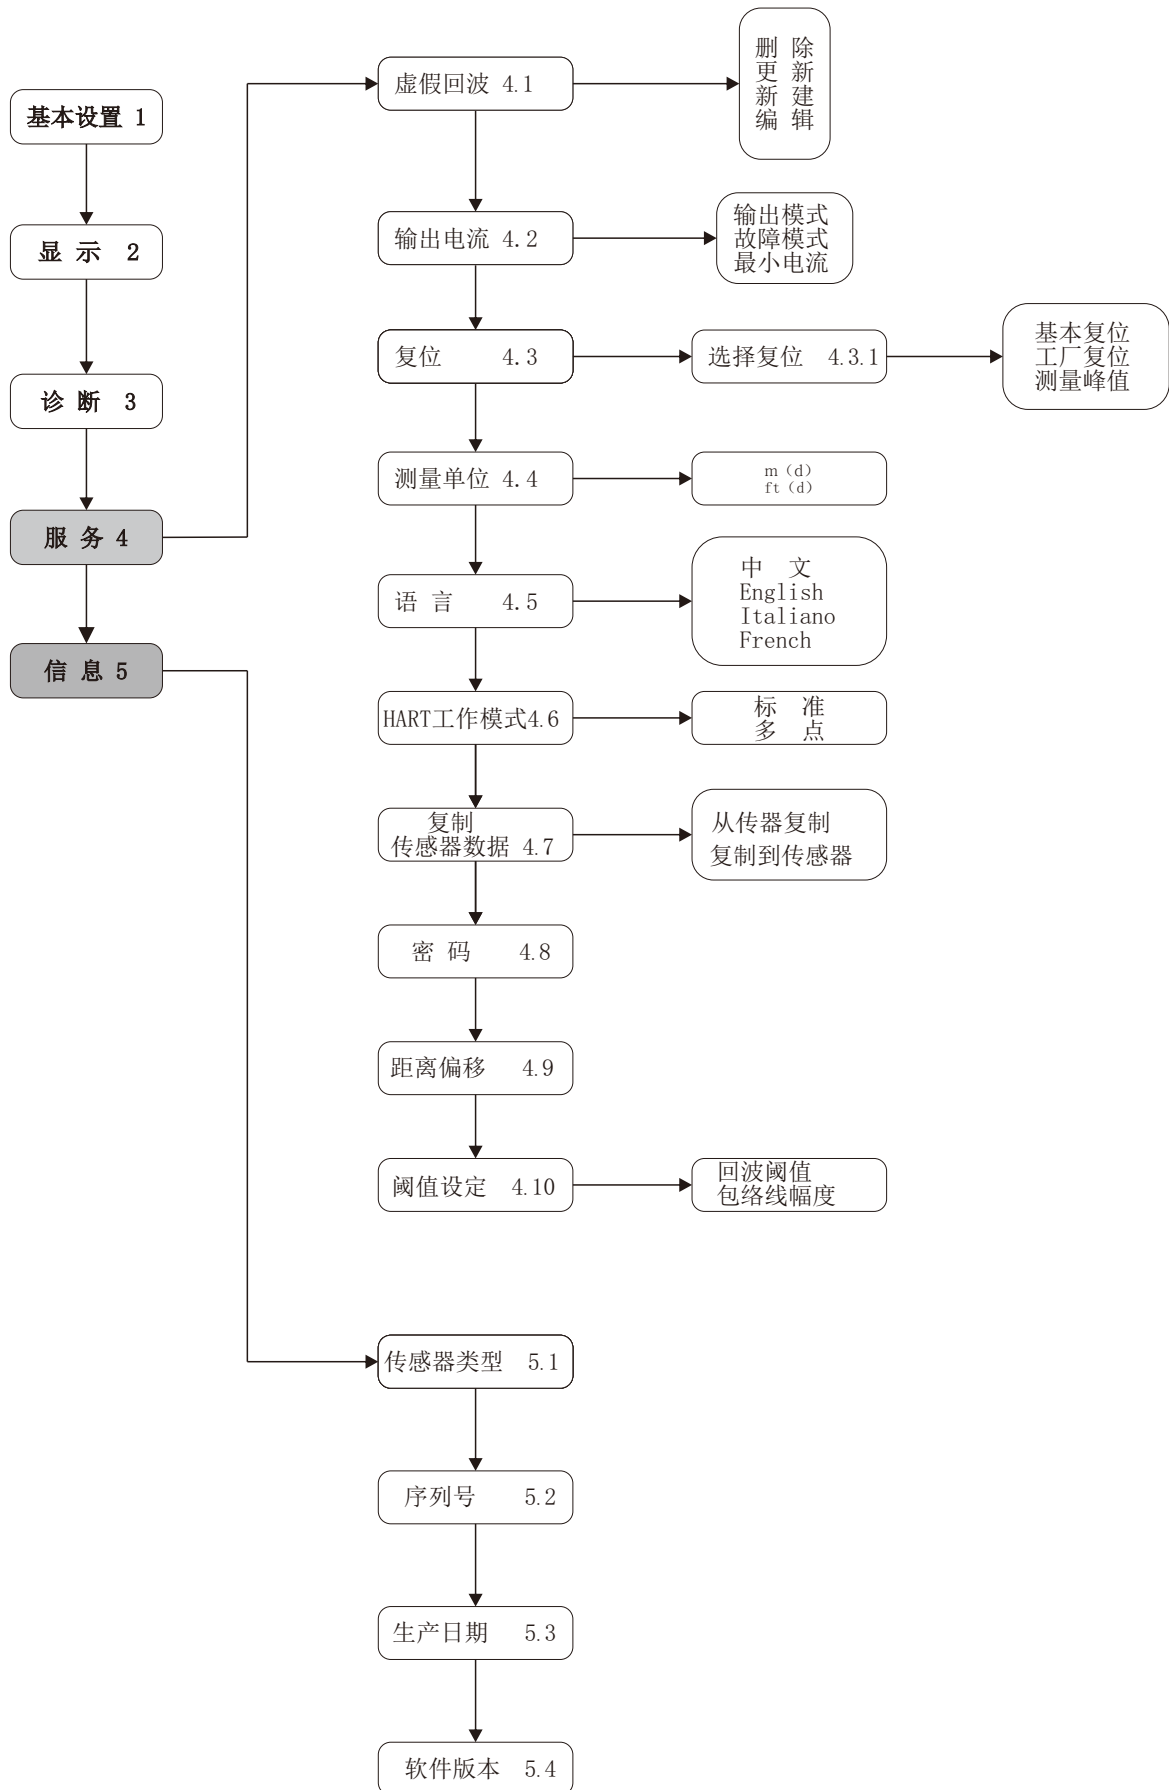 基本设置 1
显 示 2
诊 断 3
服 务 4
信 息 5
虚假回波 4.1
删 除
更 新
新 建
编 辑
输出电流 4.2
输出模式
故障模式
最小电流
复位 4.3
选择复位 4.3.1
基本复位
工厂复位
测量峰值
测量单位 4.4
m（d）
ft（d）
语 言 4.5
中 文
English
Italiano
French
HART工作模式4.6
标 准
多 点
复制
传感器数据 4.7
从传器复制
复制到传感器
密 码 4.8
距离偏移 4.9
阈值设定 4.10
回波阈值
包络线幅度
传感器类型 5.1
序列号 5.2
生产日期 5.3
软件版本 5.4